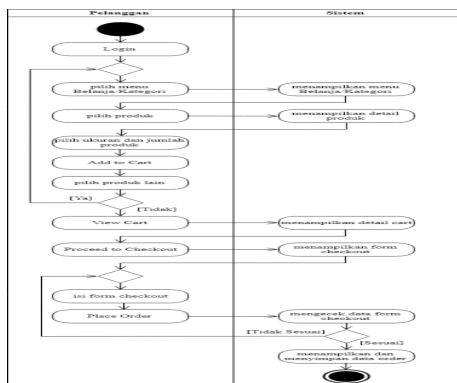 Pelanggan
Sistem
Login
pilih menu
Belanja/Kategori
menampilkan menu
Belanja/Kategori
pilih produk
menampilkan detail
produk
pilih ukuran dan jumlah
produk
Add to Cart
pilih produk lain
[Ya]
[Tidak]
View Cart
menampilkan detail cart
Proceed to Checkout
menampilkan form
checkout
isi form checkout
Place Order
mengecek data form
checkout
[Tidak Sesuai]
[Sesuai]
menampilkan dan
menyimpan data order